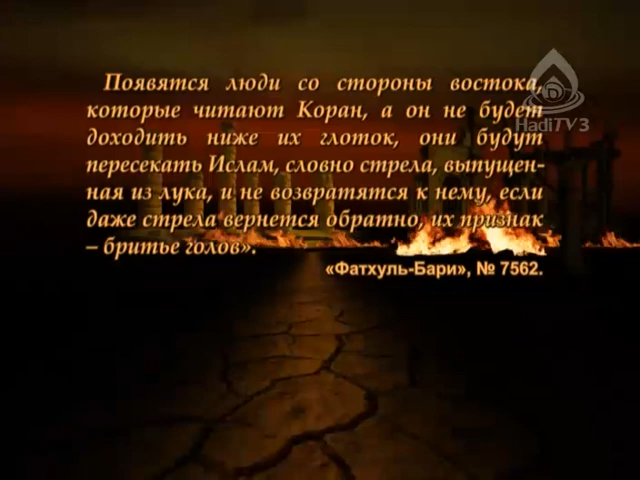 HadiTV3
Появятся люди со стороны востока,
которые читают Коран, а он не будет
доходить ниже их глоток, они будут
пересекать Ислам, словно стрела, выпущен-
ная из лука, и не возвратятся к нему, если
даже стрела вернется обратно, их признак
– бритье голов».
«Фатхуль-Бари», № 7562.